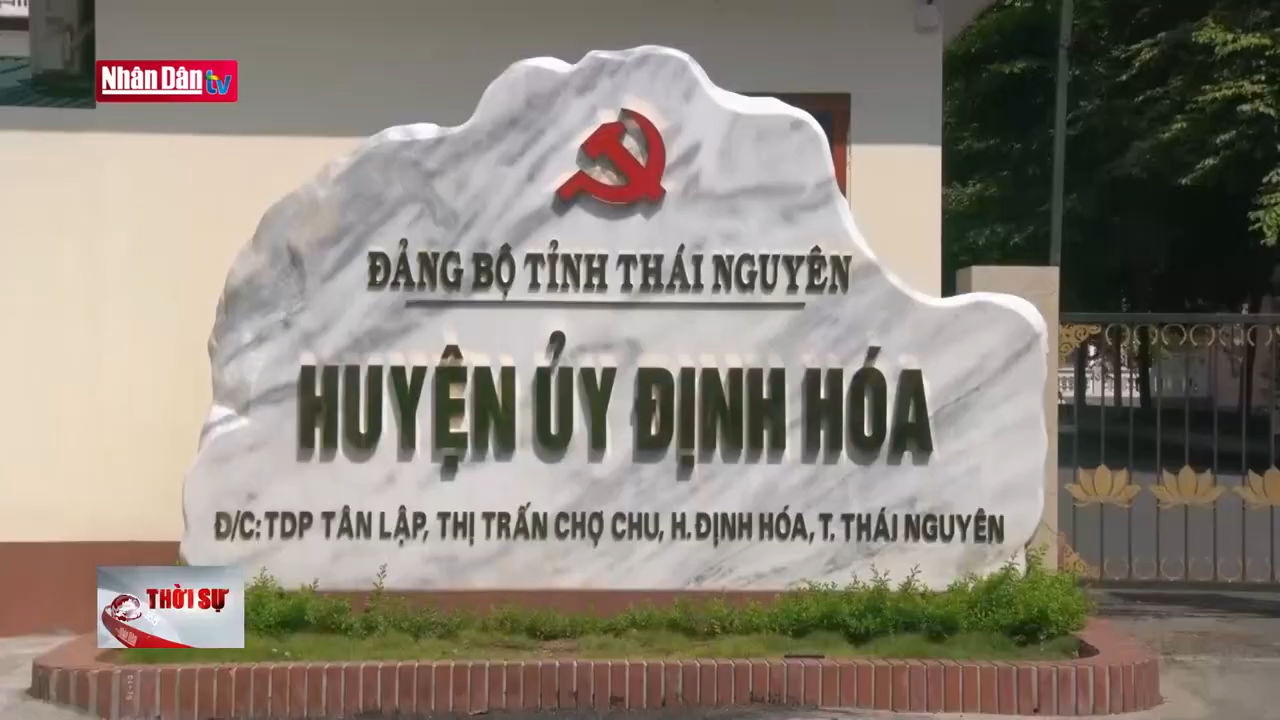 Nhân Dân tv
ĐẢNG BỘ TỈNH THÁI NGUYÊN
HUYỆN ỦY ĐỊNH HÓA
Đ/C: TDP TÂN LẬP, THỊ TRẤN CHỢ CHU, H. ĐỊNH HÓA, T. THÁI NGUYÊN
THỜI SỰ